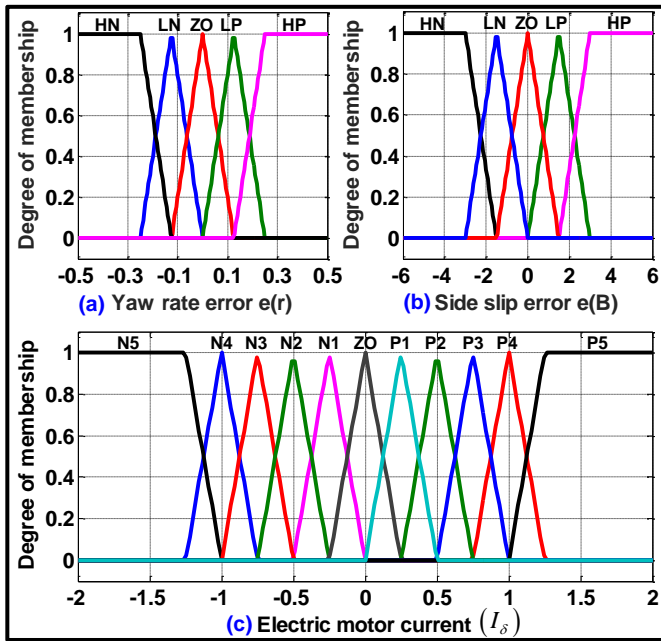 HN LN ZO LP HP
Degree of membership
1
0.8
0.6
0.4
0.2
0
-0.5 -0.3 -0.1 0.1 0.3 0.5
(a) Yaw rate error e(r)
HN LN ZO LP HP
Degree of membership
1
0.8
0.6
0.4
0.2
0
-6 -4 -2 0 2 4 6
(b) Side slip error e(B)
N5 N4 N3 N2 N1 ZO P1 P2 P3 P4 P5
Degree of membership
1
0.8
0.6
0.4
0.2
0
-2 -1.5 -1 -0.5 0 0.5 1 1.5 2
(c) Electric motor current (I_δ)